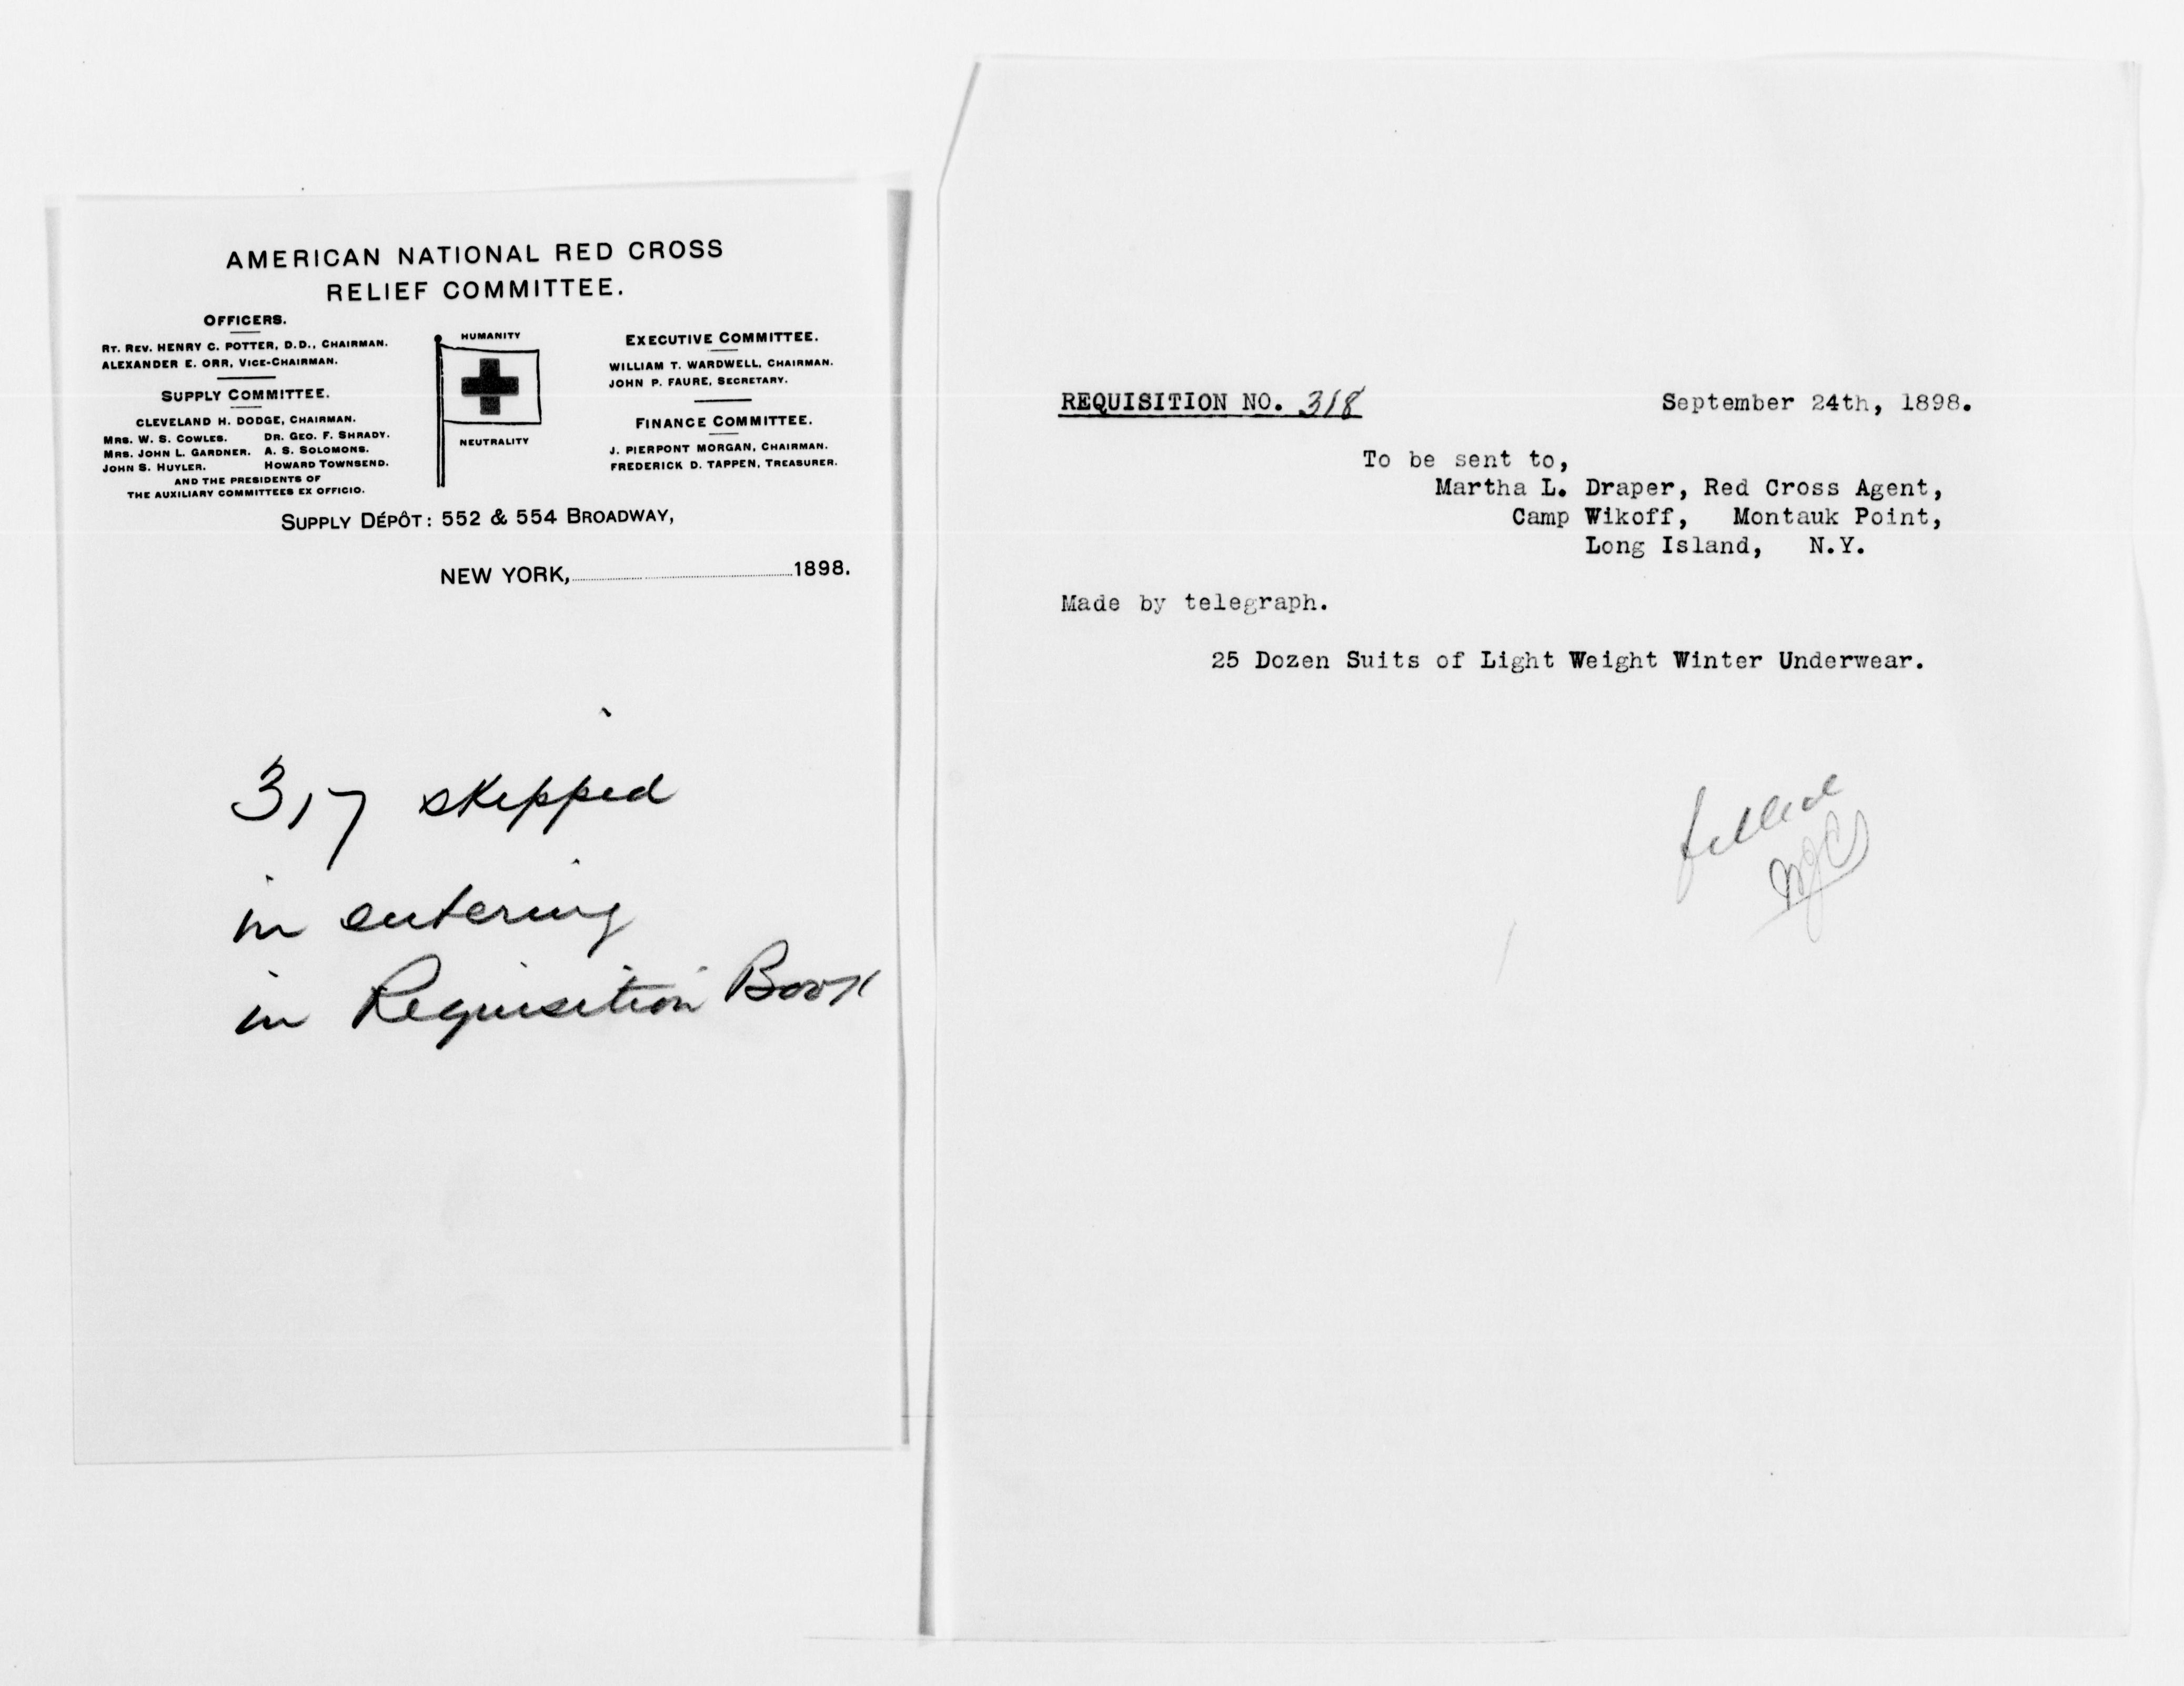 AMERICAN NATIONAL RED CROSS
RELIEF COMMITTEE.
OFFICERS.
RT. REV. HENRY C. POTTER, D.D., CHAIRMAN.
ALEXANDER E. ORR, VICE-CHAIRMAN.
SUPPLY COMMITTEE.
CLEVELAND H. DODGE, CHAIRMAN.
MRS. W. S. COWLES. DR. GEO. F. SHRADY.
MRS. JOHN L. GARDNER. A. S. SOLOMONS.
JOHN S. HUYLER. HOWARD TOWNSEND.
AND THE PRESIDENTS OF
THE AUXILIARY COMMITTEES EX OFFICIO.
HUMANITY
NEUTRALITY
EXECUTIVE COMMITTEE.
WILLIAM T. WARDWELL, CHAIRMAN.
JOHN P. FAURE, SECRETARY.
FINANCE COMMITTEE.
J. PIERPONT MORGAN, CHAIRMAN.
FREDERICK D. TAPPEN, TREASURER.
SUPPLY DÉPÔT: 552 & 554 BROADWAY,
NEW YORK, 1898.
317 skipped
in entering
in Requisition Book
REQUISITION NO. 318 September 24th, 1898.
To be sent to,
Martha L. Draper, Red Cross Agent,
Camp Wikoff, Montauk Point,
Long Island, N.Y.
Made by telegraph.
25 Dozen Suits of Light Weight Winter Underwear.
filled